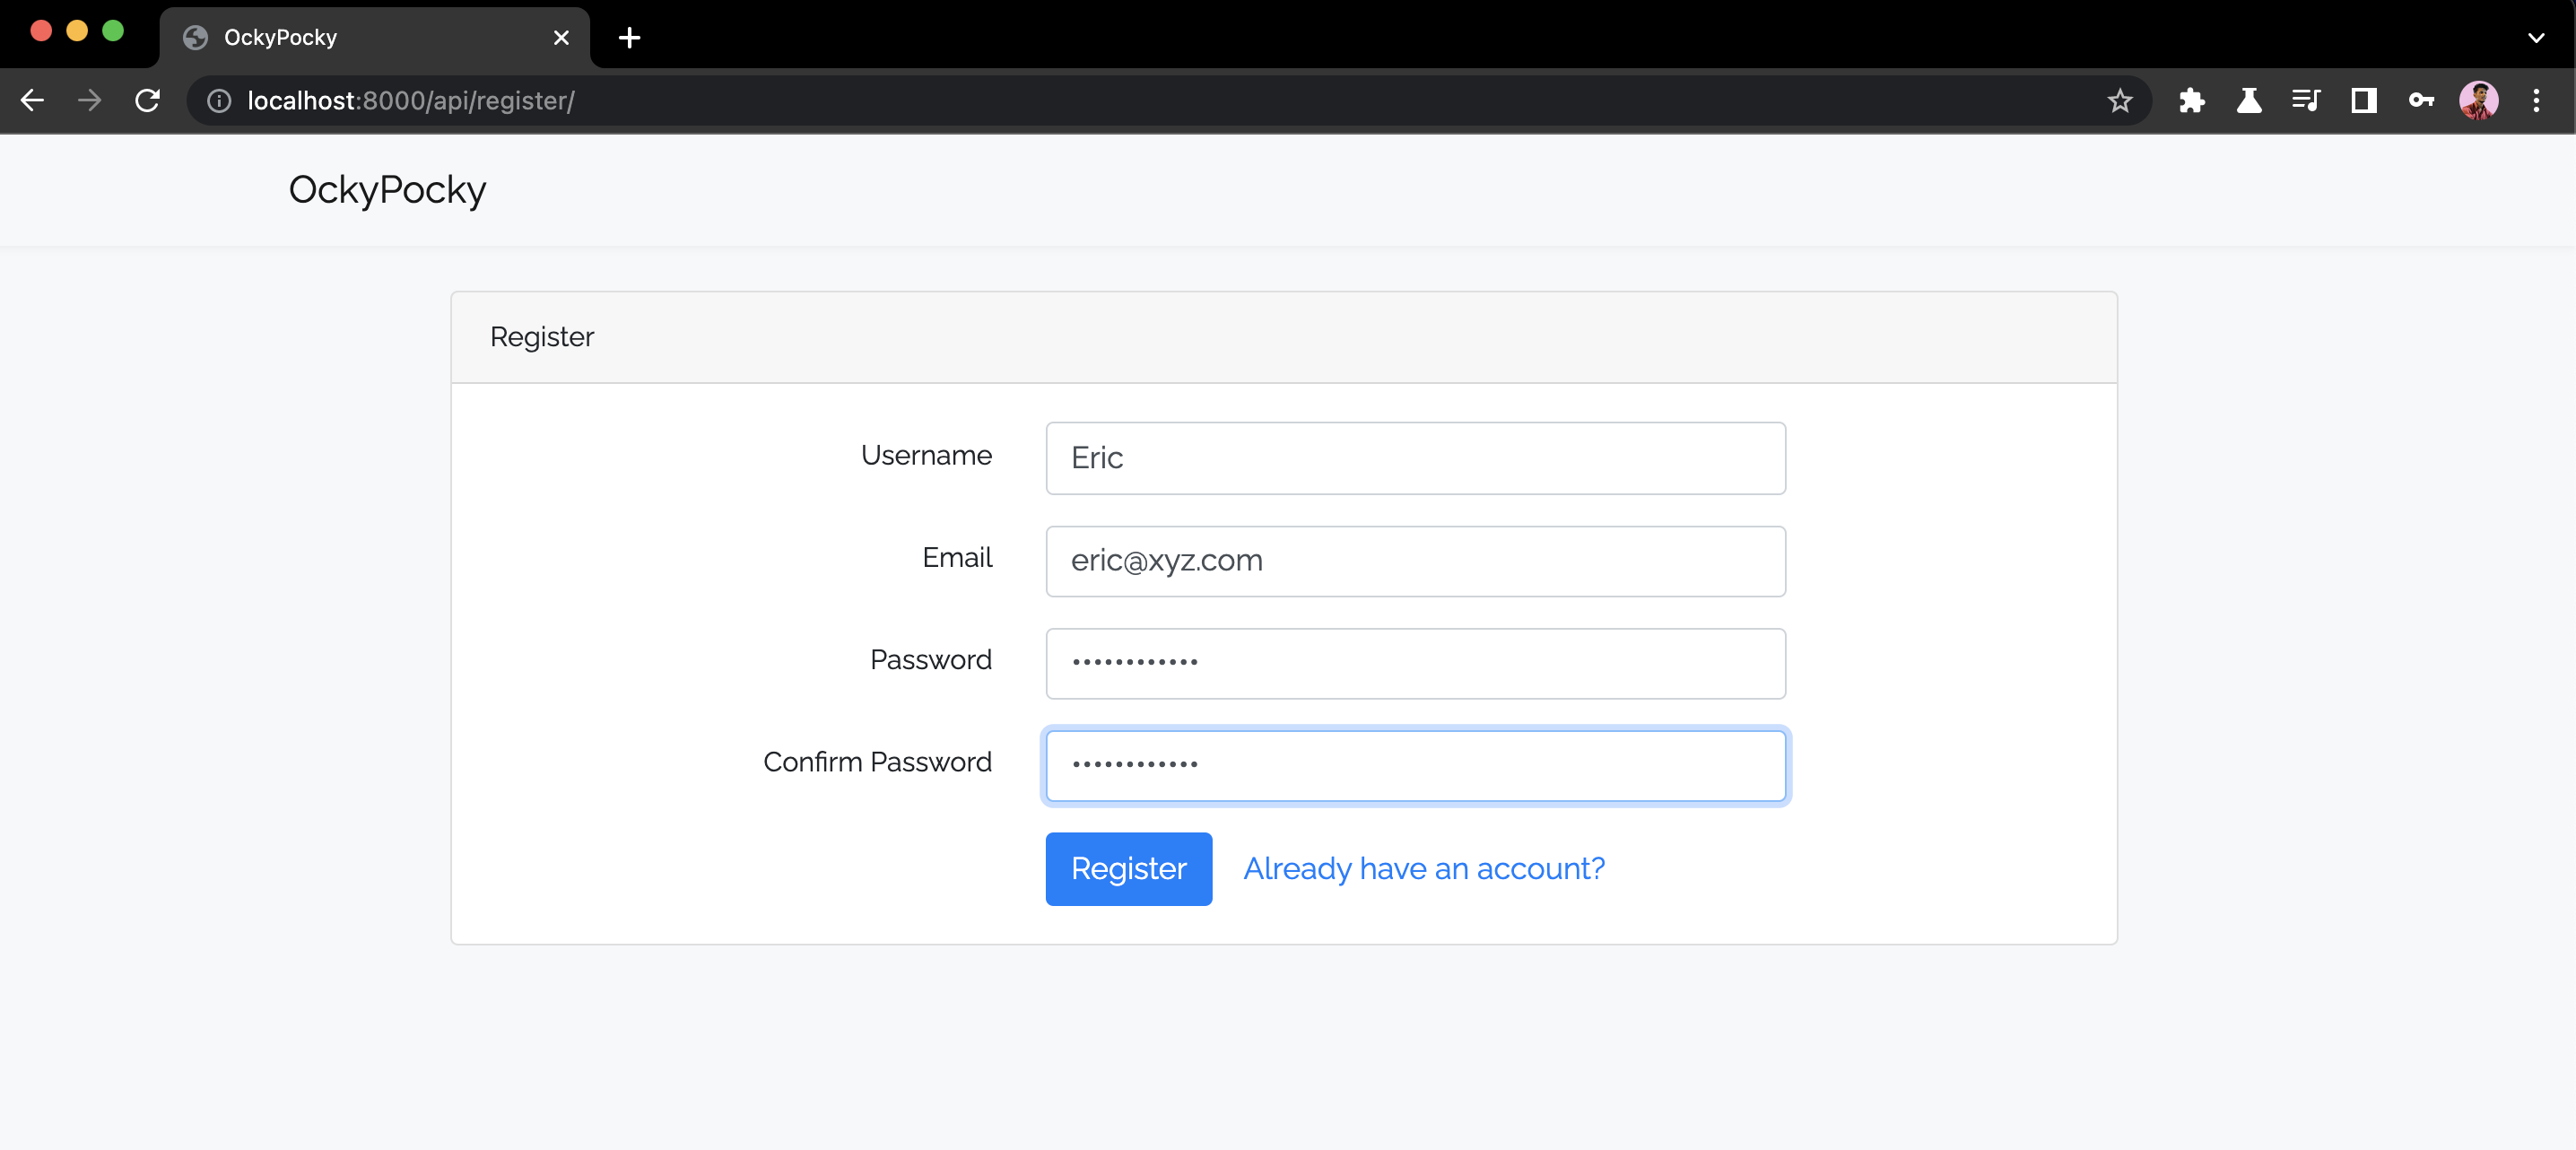 OckyPocky
localhost:8000/api/register/
OckyPocky
Register
Username Eric
Email eric@xyz.com
Password ••••••••••••
Confirm Password ••••••••••••
Register Already have an account?